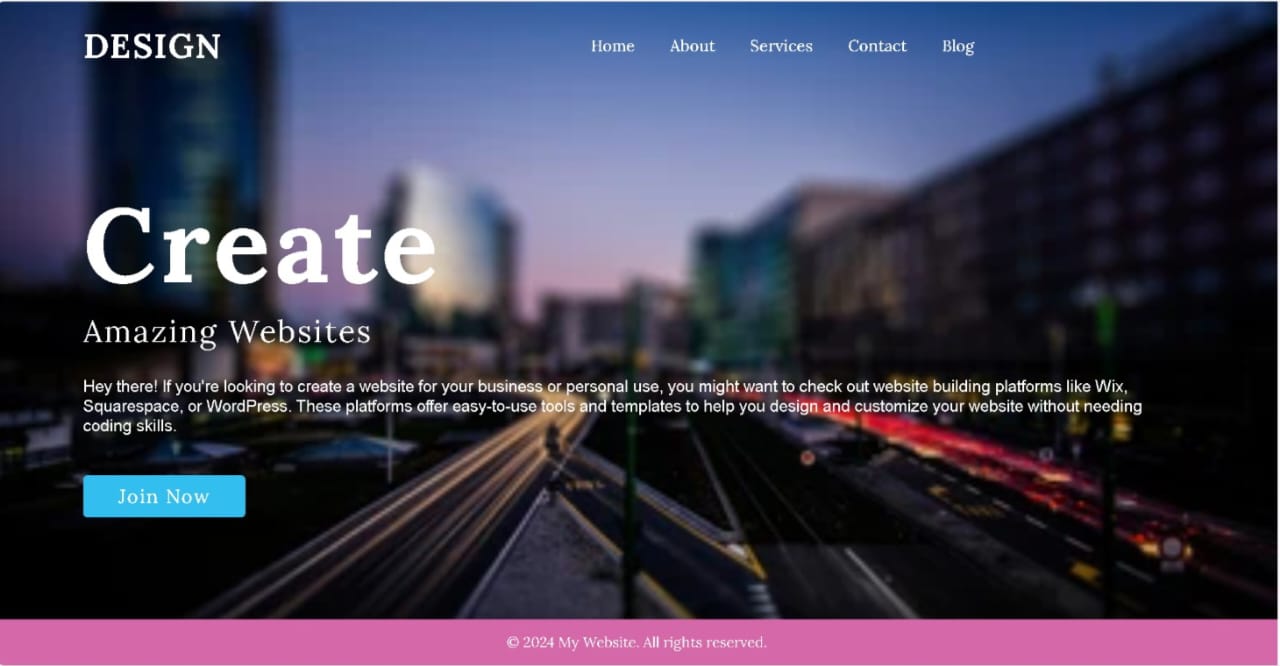 DESIGN
Home About Services Contact Blog
Create
Amazing Websites
Hey there! If you're looking to create a website for your business or personal use, you might want to check out website building platforms like Wix,
Squarespace, or WordPress. These platforms offer easy-to-use tools and templates to help you design and customize your website without needing
coding skills.
Join Now
© 2024 My Website. All rights reserved.